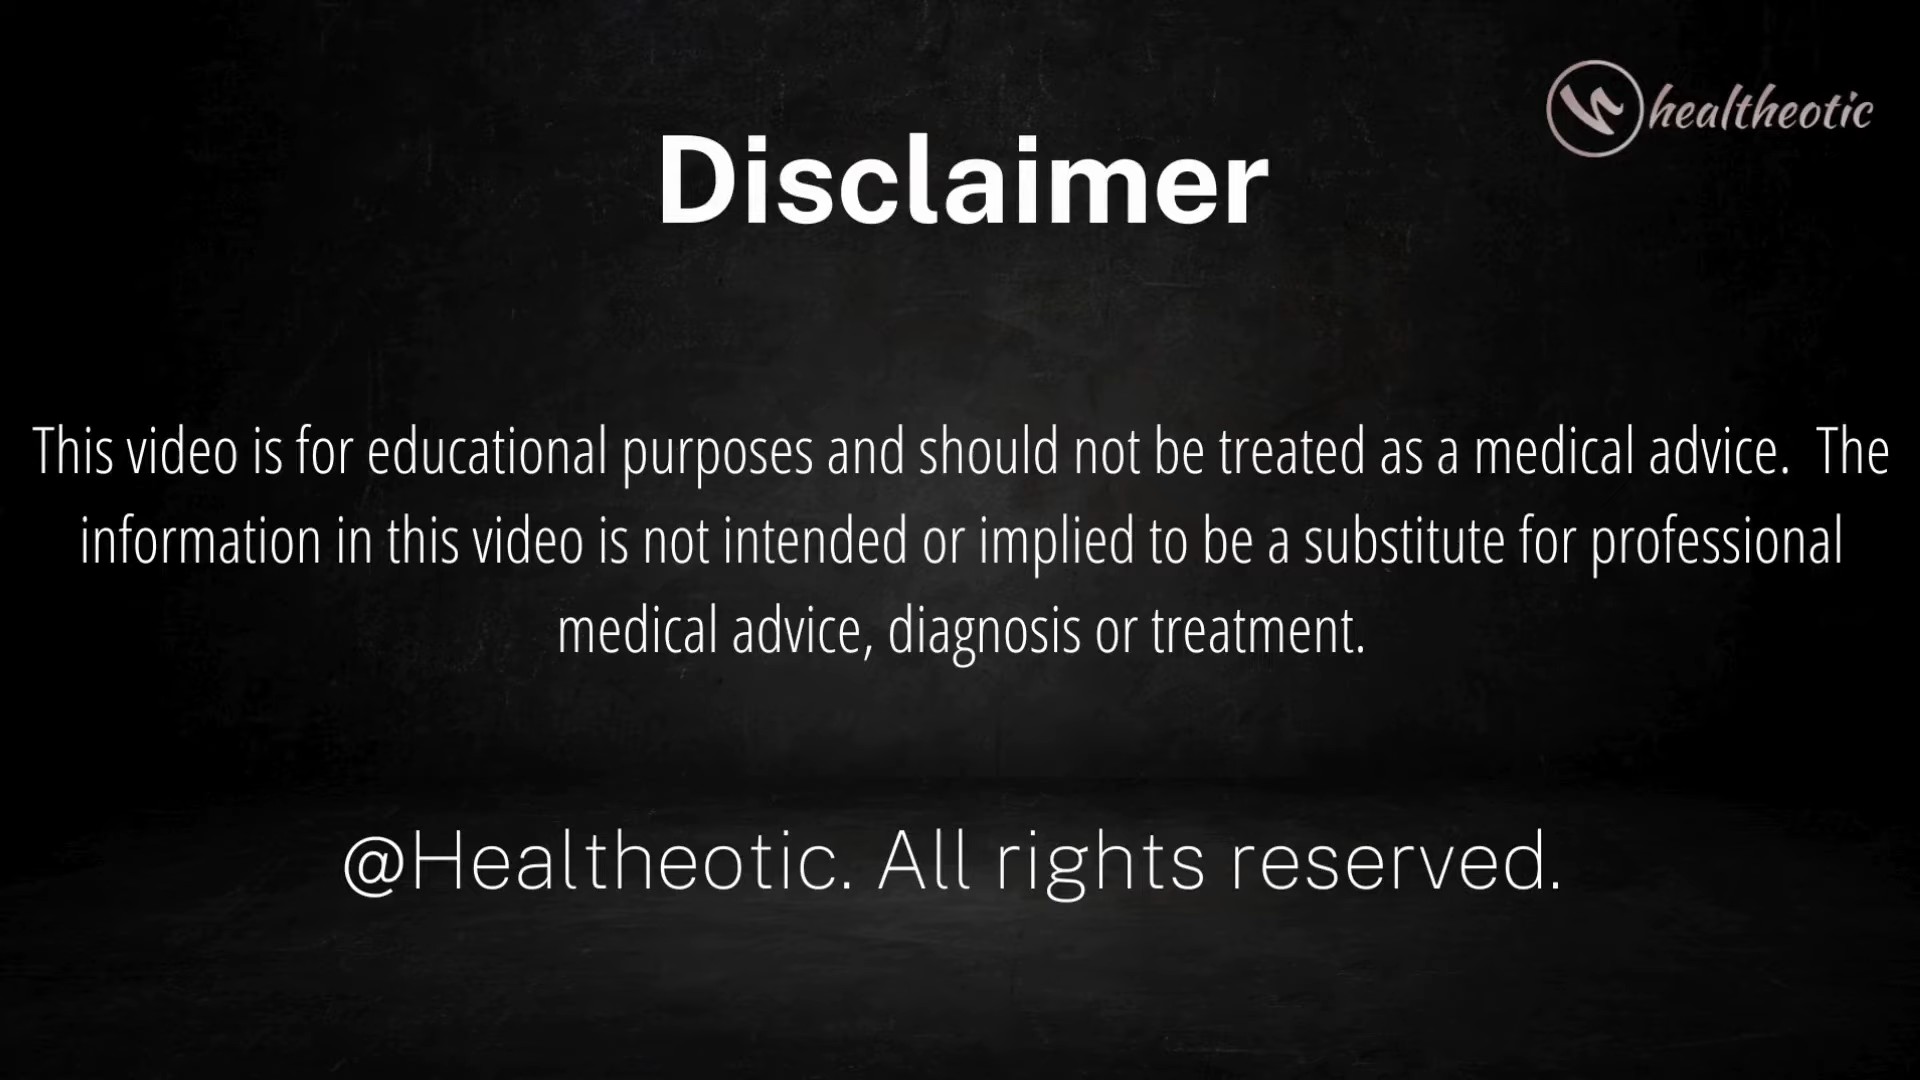 healtheotic
Disclaimer
This video is for educational purposes and should not be treated as a medical advice.  The
information in this video is not intended or implied to be a substitute for professional
medical advice, diagnosis or treatment.
@Healtheotic. All rights reserved.